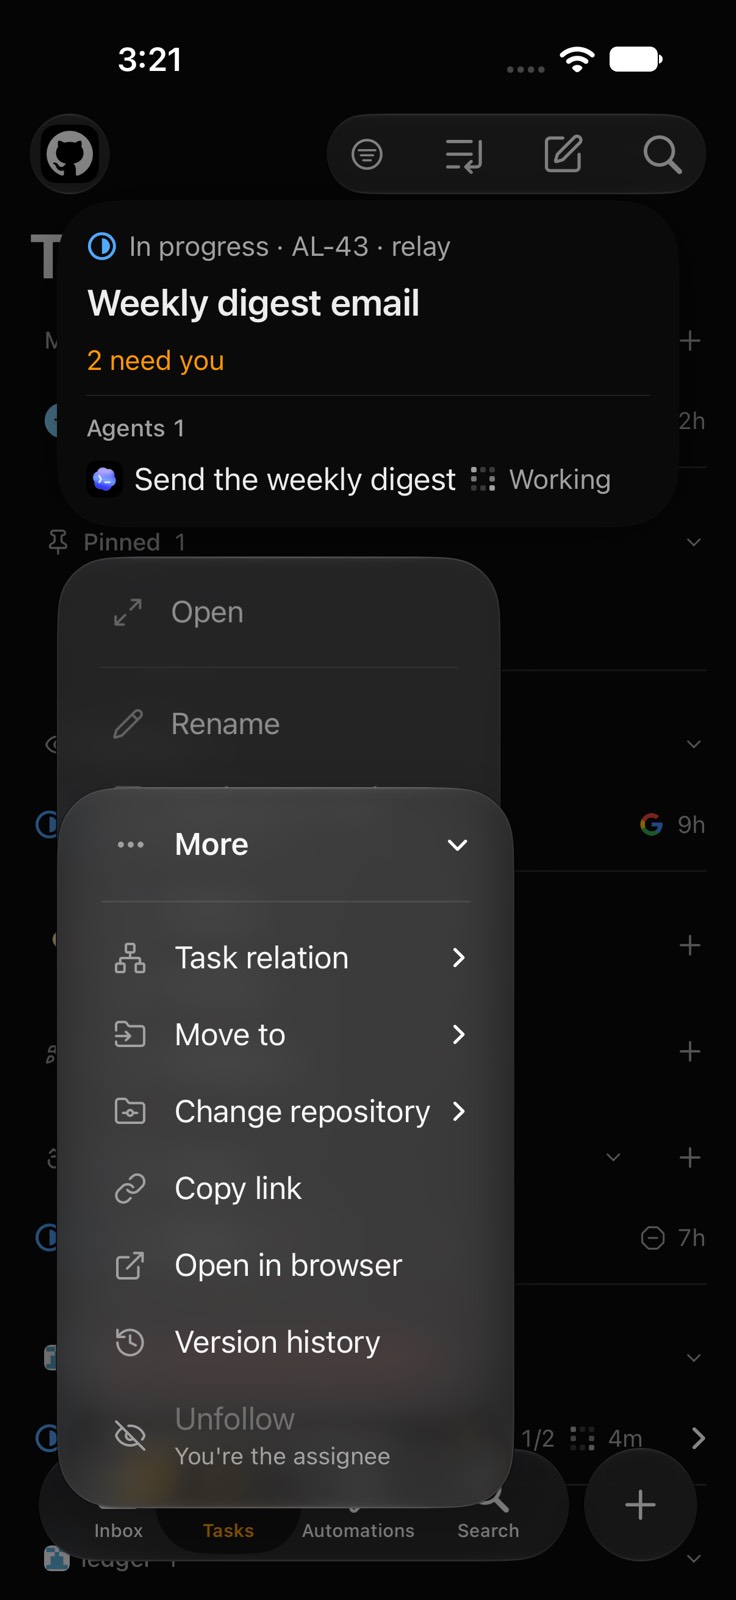 3:21
In progress · AL-43 · relay
Weekly digest email
2 need you
Agents 1
Send the weekly digest Working
2h
Pinned 1
Open
Rename
More
9h
Task relation
Move to
Change repository
Copy link
7h
Open in browser
Version history
Unfollow
You're the assignee
1/2 4m
Inbox
Tasks
Automations
Search
ledger 1